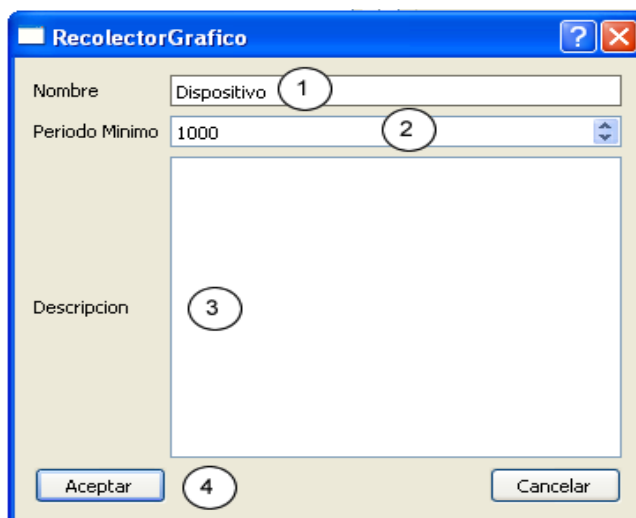 RecolectorGrafico
Nombre Dispositivo 1
Periodo Minimo 1000 2
Descripcion 3
Aceptar 4 Cancelar